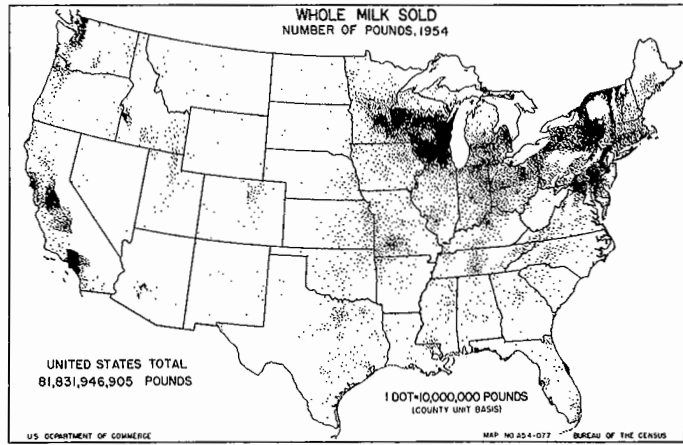 WHOLE MILK SOLD
NUMBER OF POUNDS, 1954
UNITED STATES TOTAL
81,831,946,905 POUNDS
1 DOT=10,000,000 POUNDS
(COUNTY UNIT BASIS)
U S DEPARTMENT OF COMMERCE
MAP NO A54-077
BUREAU OF THE CENSUS